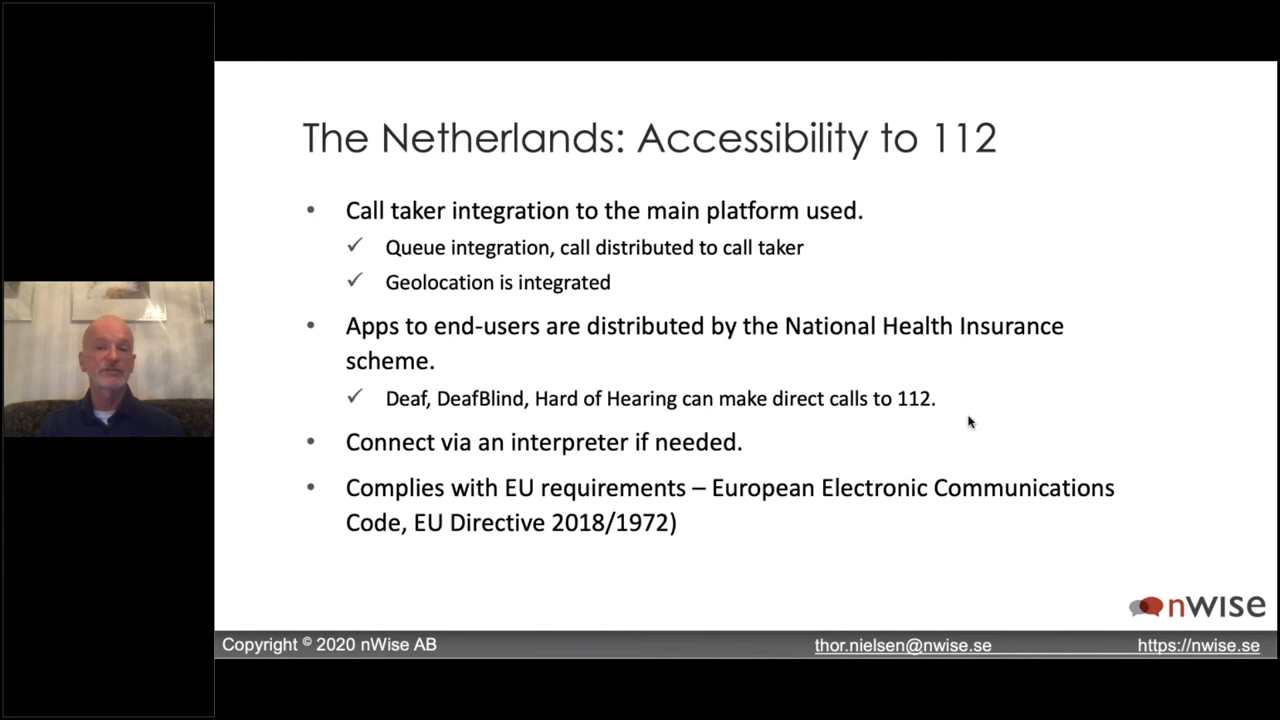 The Netherlands: Accessibility to 112
• Call taker integration to the main platform used.
✓ Queue integration, call distributed to call taker
✓ Geolocation is integrated
• Apps to end-users are distributed by the National Health Insurance
scheme.
✓ Deaf, DeafBlind, Hard of Hearing can make direct calls to 112.
• Connect via an interpreter if needed.
• Complies with EU requirements – European Electronic Communications
Code, EU Directive 2018/1972)
nWISE
Copyright © 2020 nWise AB
thor.nielsen@nwise.se
https://nwise.se